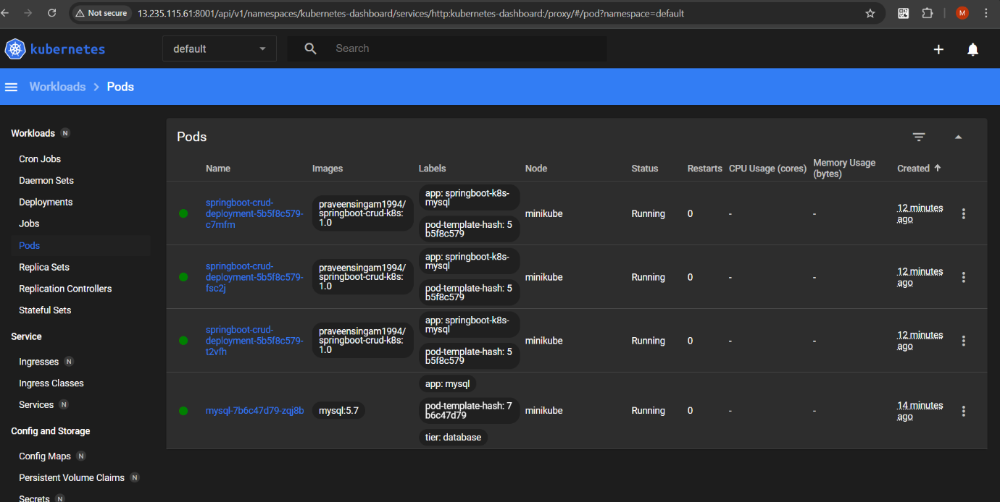 Not secure 13.235.115.61:8001/api/v1/namespaces/kubernetes-dashboard/services/http:kubernetes-dashboard:/proxy/#/pod?namespace=default
M
kubernetes
default
Search
Workloads > Pods
Workloads N
Cron Jobs
Daemon Sets
Deployments
Jobs
Pods
Replica Sets
Replication Controllers
Stateful Sets
Service
Ingresses N
Ingress Classes
Services N
Config and Storage
Config Maps N
Persistent Volume Claims N
Secrets N
Pods
Name Images Labels Node Status Restarts CPU Usage (cores) Memory Usage
(bytes) Created
springboot-crud-
deployment-5b5f8c579-
c7mfm
praveensingam1994/
springboot-crud-k8s:
1.0
app: springboot-k8s-
mysql
pod-template-hash: 5
b5f8c579
minikube
Running
0
-
-
12 minutes
ago
springboot-crud-
deployment-5b5f8c579-
fsc2j
praveensingam1994/
springboot-crud-k8s:
1.0
app: springboot-k8s-
mysql
pod-template-hash: 5
b5f8c579
minikube
Running
0
-
-
12 minutes
ago
springboot-crud-
deployment-5b5f8c579-
t2vfh
praveensingam1994/
springboot-crud-k8s:
1.0
app: springboot-k8s-
mysql
pod-template-hash: 5
b5f8c579
minikube
Running
0
-
-
12 minutes
ago
mysql-7b6c47d79-zqj8b
mysql:5.7
app: mysql
pod-template-hash: 7
b6c47d79
tier: database
minikube
Running
0
-
-
14 minutes
ago